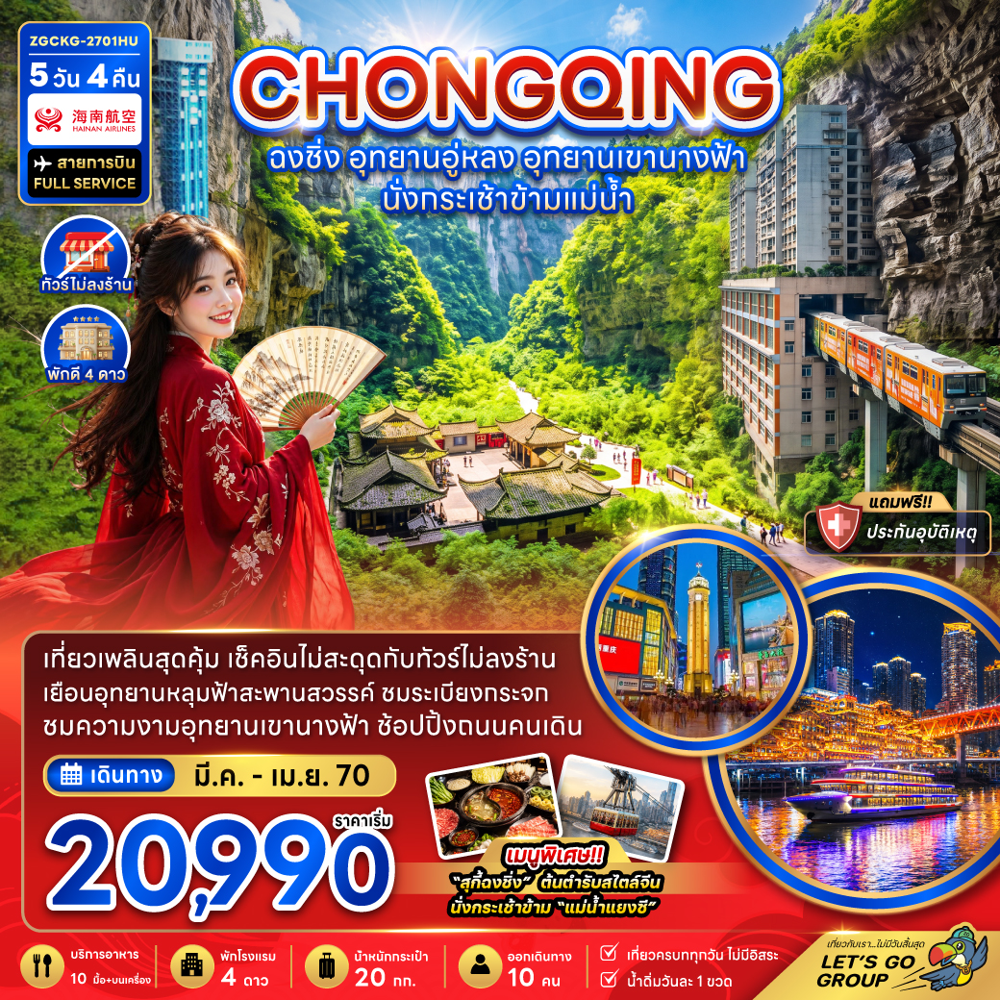 ZGCKG-2701HU
5 วัน 4 คืน
海南航空
HAINAN AIRLINES
สายการบิน
FULL SERVICE
CHONGQING
ฉงชิ่ง อุทยานอู่หลง อุทยานเขานางฟ้า
นั่งกระเช้าข้ามแม่น้ำ
ทัวร์ไม่ลงร้าน
พักดี 4 ดาว
แถมฟรี!!
ประกันอุบัติเหตุ
เที่ยวเพลินสุดคุ้ม เช็คอินไม่สะดุดกับทัวร์ไม่ลงร้าน
เยือนอุทยานหลุมฟ้าสะพานสวรรค์ ชมระเบียงกระจก
ชมความงามอุทยานเขานางฟ้า ช้อปปิ้งถนนคนเดิน
เดินทาง มี.ค. - เม.ย. 70
ราคาเริ่ม
20,990
เมนูพิเศษ!!
"สุกี้ฉงชิ่ง" ต้นตำรับสไตล์จีน
นั่งกระเช้าข้าม "แม่น้ำแยงซี"
บริการอาหาร
10 มื้อ+บนเครื่อง
พักโรงแรม
4 ดาว
น้ำหนักกระเป๋า
20 กก.
ออกเดินทาง
10 คน
เที่ยวครบททุกวัน ไม่มีอิสระ
น้ำดื่มวันละ 1 ขวด
เที่ยวกับเรา...ไม่มีวันสิ้นสุด
LET'S GO
GROUP